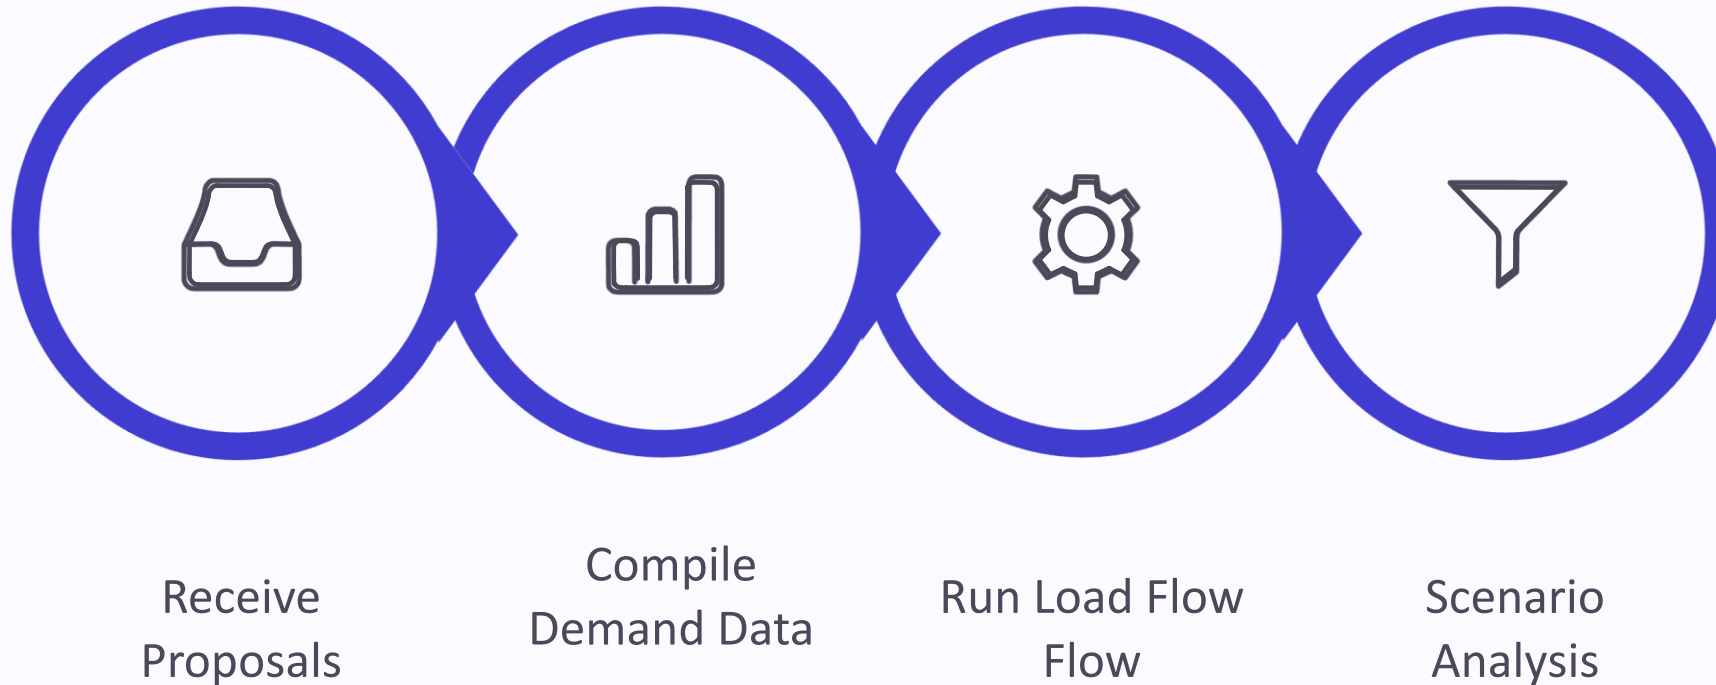 Receive
Proposals
Compile
Demand Data
Run Load Flow
Flow
Scenario
Analysis